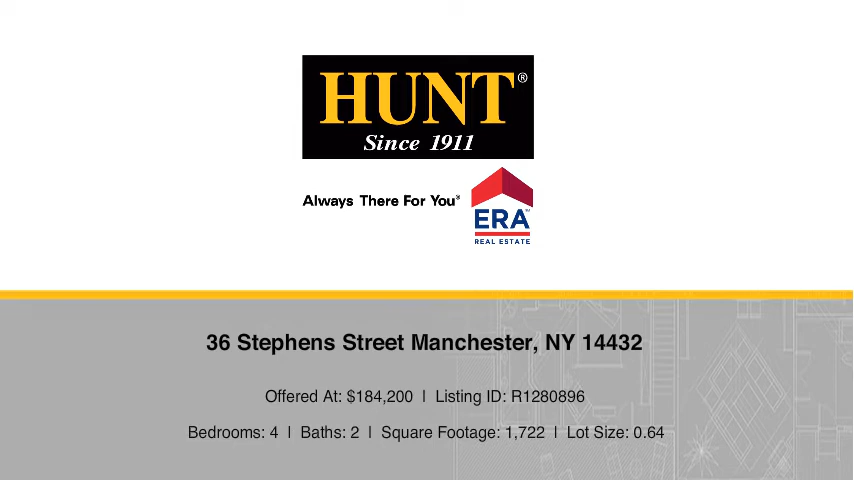 HUNT®
Since 1911
Always There For You®
ERA™
REAL ESTATE
36 Stephens Street Manchester, NY 14432
Offered At: $184,200 | Listing ID: R1280896
Bedrooms: 4 | Baths: 2 | Square Footage: 1,722 | Lot Size: 0.64